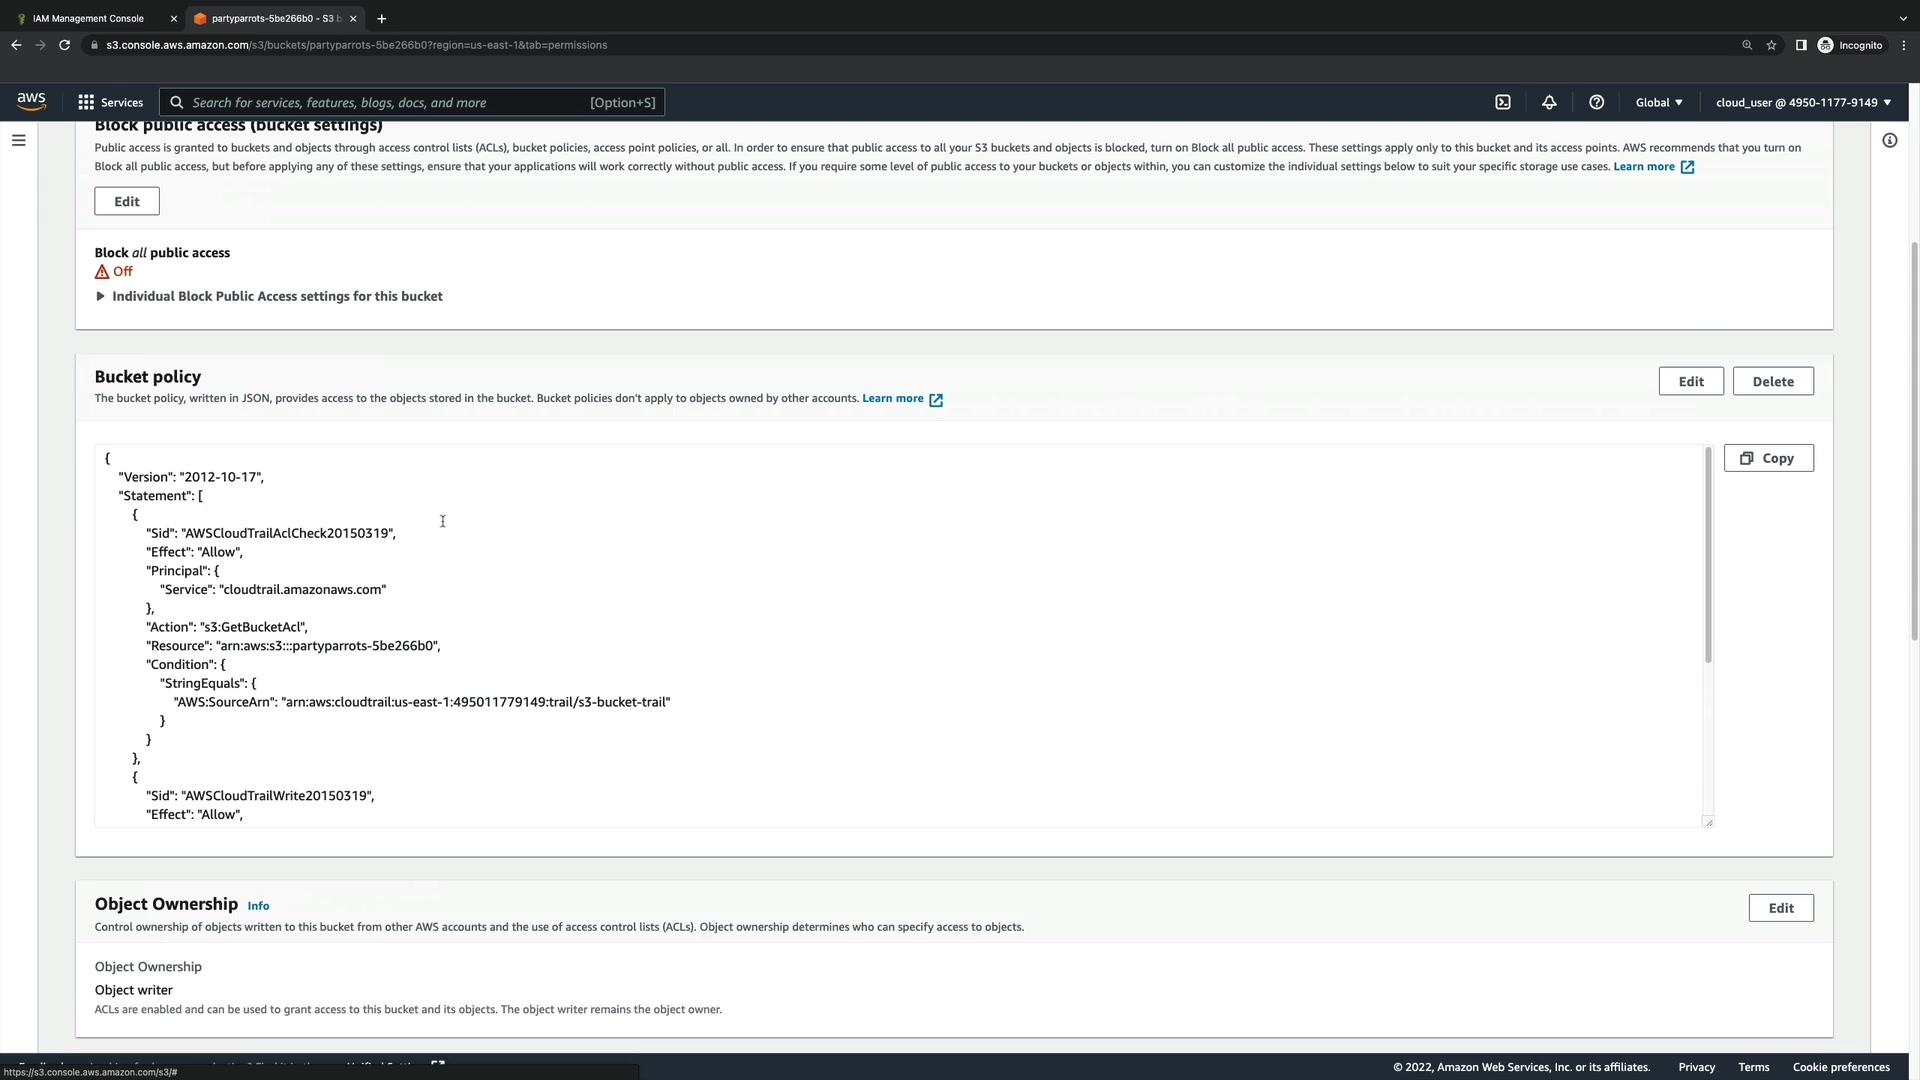 IAM Management Console
partyparrots-5be266b0 - S3 b
s3.console.aws.amazon.com/s3/buckets/partyparrots-5be266b0?region=us-east-1&tab=permissions
Incognito
aws
Services
Search for services, features, blogs, docs, and more
[Option+S]
Global
cloud_user @ 4950-1177-9149
Block public access (bucket settings)
Public access is granted to buckets and objects through access control lists (ACLs), bucket policies, access point policies, or all. In order to ensure that public access to all your S3 buckets and objects is blocked, turn on Block all public access. These settings apply only to this bucket and its access points. AWS recommends that you turn on
Block all public access, but before applying any of these settings, ensure that your applications will work correctly without public access. If you require some level of public access to your buckets or objects within, you can customize the individual settings below to suit your specific storage use cases. Learn more
Edit
Block all public access
Off
Individual Block Public Access settings for this bucket
Bucket policy
Edit
Delete
The bucket policy, written in JSON, provides access to the objects stored in the bucket. Bucket policies don't apply to objects owned by other accounts. Learn more
Copy
{
"Version": "2012-10-17",
"Statement": [
{
"Sid": "AWSCloudTrailAclCheck20150319",
"Effect": "Allow",
"Principal": {
"Service": "cloudtrail.amazonaws.com"
},
"Action": "s3:GetBucketAcl",
"Resource": "arn:aws:s3:::partyparrots-5be266b0",
"Condition": {
"StringEquals": {
"AWS:SourceArn": "arn:aws:cloudtrail:us-east-1:495011779149:trail/s3-bucket-trail"
}
}
},
{
"Sid": "AWSCloudTrailWrite20150319",
"Effect": "Allow",
Object Ownership Info
Edit
Control ownership of objects written to this bucket from other AWS accounts and the use of access control lists (ACLs). Object ownership determines who can specify access to objects.
Object Ownership
Object writer
ACLs are enabled and can be used to grant access to this bucket and its objects. The object writer remains the object owner.
© 2022, Amazon Web Services, Inc. or its affiliates.
Privacy
Terms
Cookie preferences
https://s3.console.aws.amazon.com/s3/#